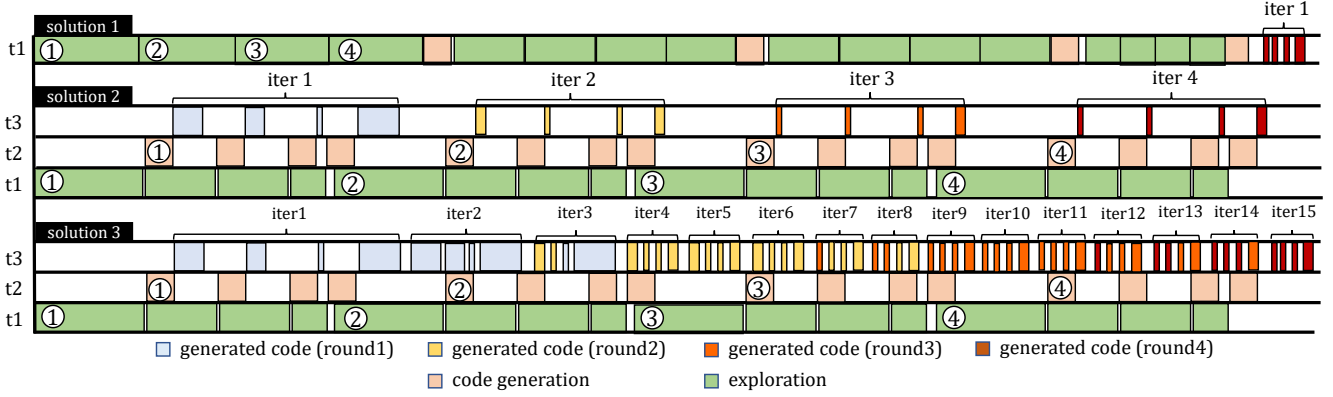 solution 1
iter 1
t1 ① ② ③ ④
solution 2
iter 1 iter 2 iter 3 iter 4
t3
t2 ① ② ③ ④
t1 ① ② ③ ④
solution 3
iter1 iter2 iter3 iter4 iter5 iter6 iter7 iter8 iter9 iter10 iter11 iter12 iter13 iter14 iter15
t3
t2 ① ② ③ ④
t1 ① ② ③ ④
generated code (round1) generated code (round2) generated code (round3) generated code (round4)
code generation exploration